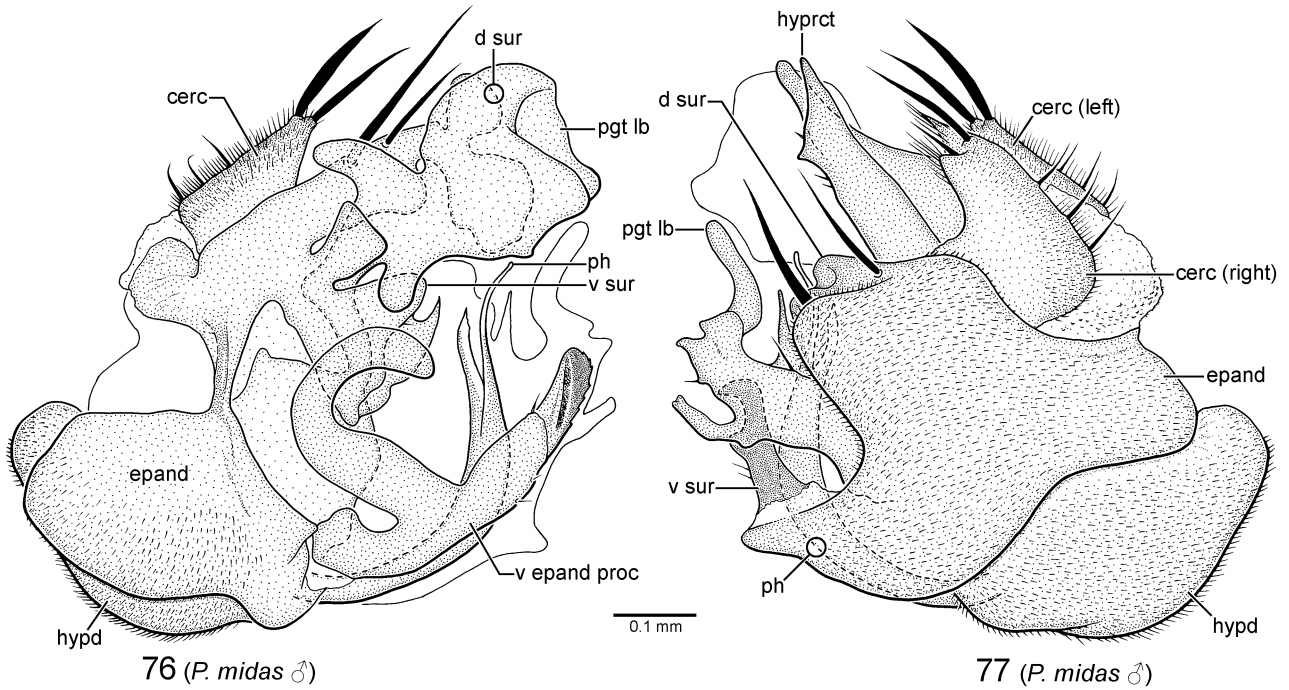 d sur
cerc
pgt lb
ph
v sur
epand
v epand proc
hypd
76 (P. midas ♂)
hyprct
d sur
cerc (left)
pgt lb
cerc (right)
epand
v sur
ph
hypd
0.1 mm
77 (P. midas ♂)